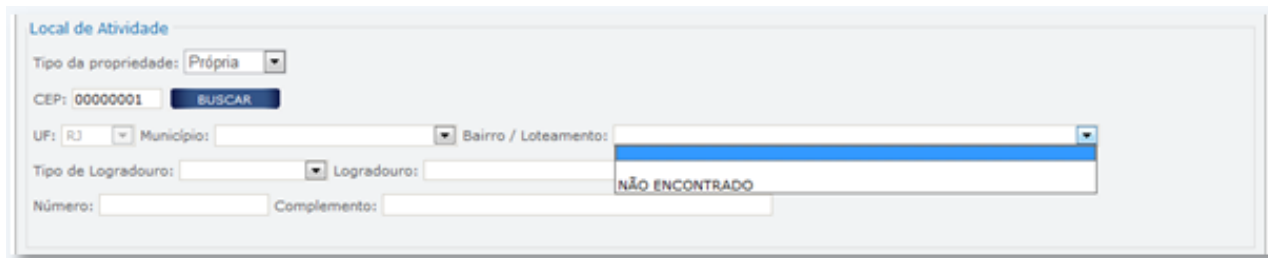 Local de Atividade
Tipo da propriedade: Própria
CEP: 00000001 BUSCAR
UF: RJ Município: Bairro / Loteamento:
Tipo de Logradouro: Logradouro:
NÃO ENCONTRADO
Número: Complemento: